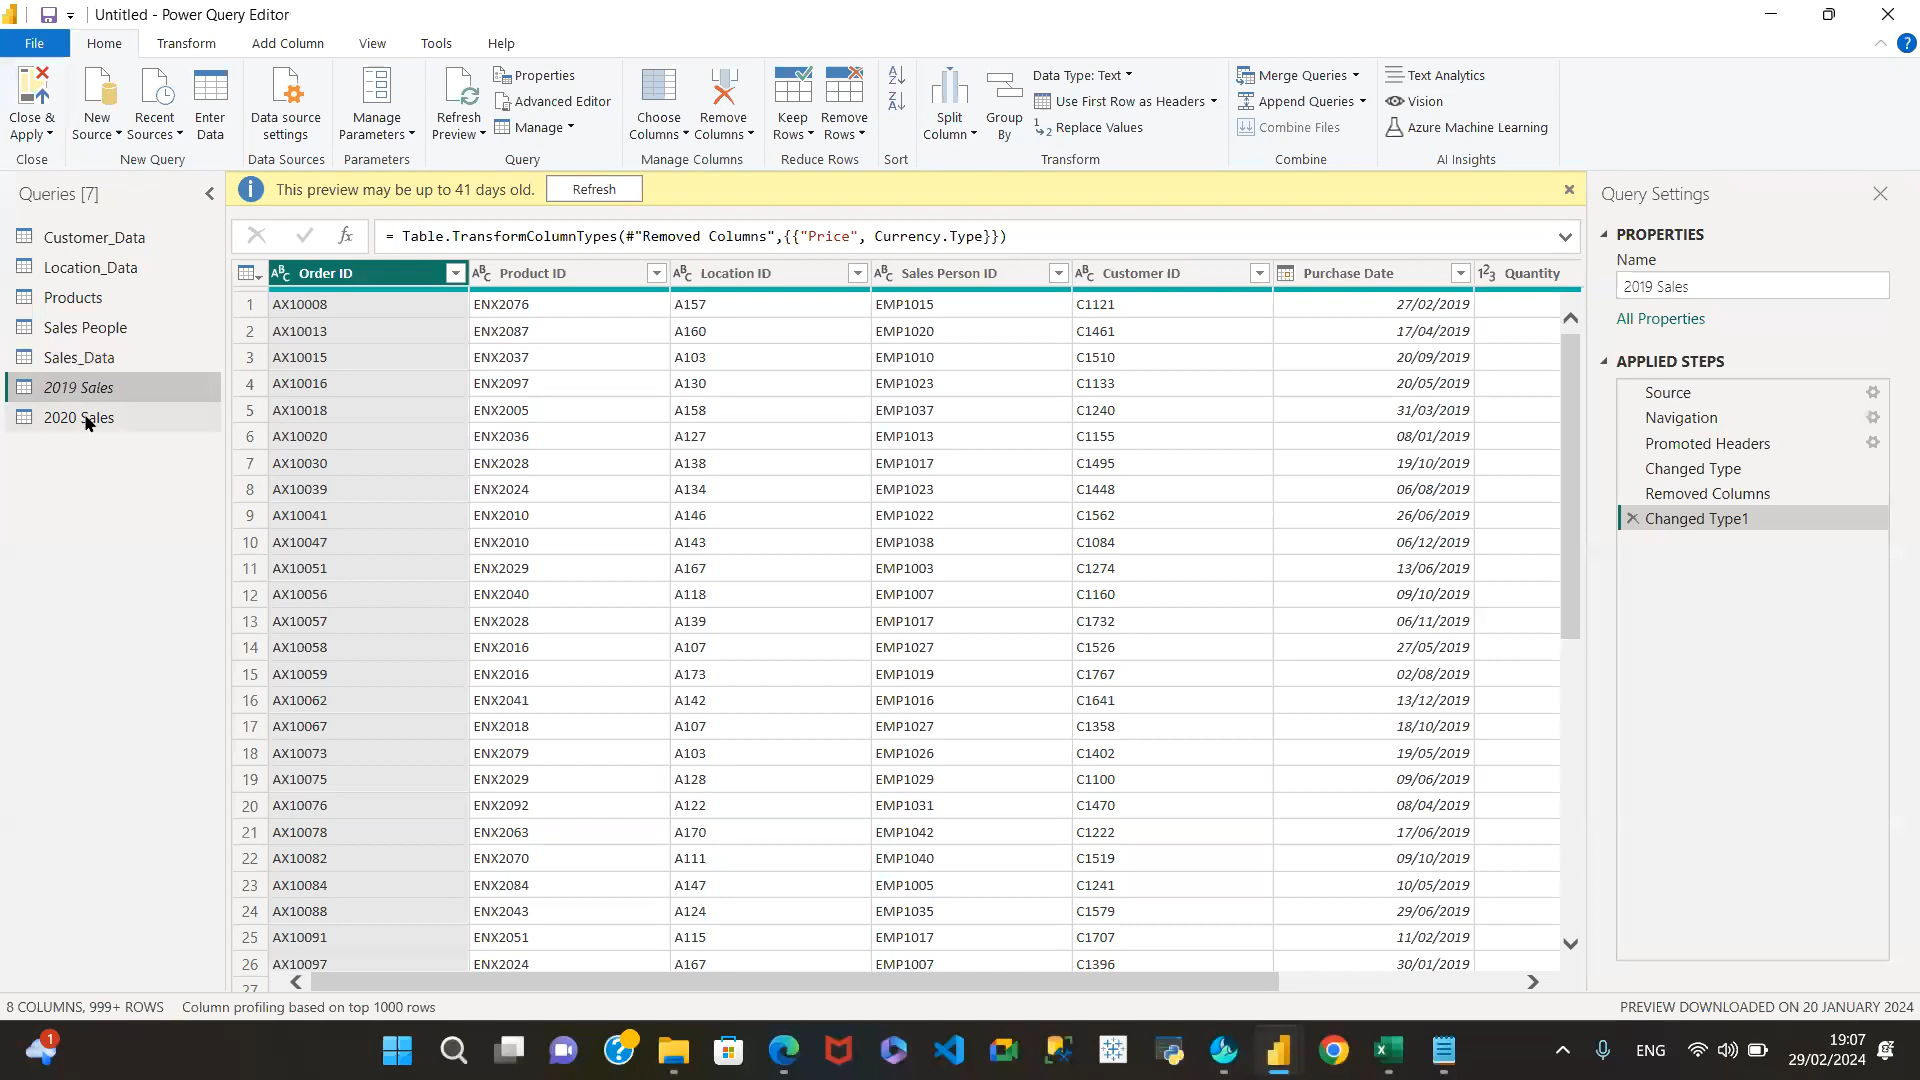 Untitled - Power Query Editor
File Home Transform Add Column View Tools Help
Close & Apply
Close
New Source
Recent Sources
Enter Data
New Query
Data source settings
Data Sources
Manage Parameters
Parameters
Refresh Preview
Properties
Advanced Editor
Manage
Query
Choose Columns
Remove Columns
Manage Columns
Keep Rows
Remove Rows
Reduce Rows
Sort
Split Column
Group By
Data Type: Text
Use First Row as Headers
Replace Values
Transform
Merge Queries
Append Queries
Combine Files
Combine
Text Analytics
Vision
Azure Machine Learning
AI Insights
Queries [7]
Customer_Data
Location_Data
Products
Sales People
Sales_Data
2019 Sales
2020 Sales
This preview may be up to 41 days old. Refresh
= Table.TransformColumnTypes(#"Removed Columns",{{"Price", Currency.Type}})
Order ID Product ID Location ID Sales Person ID Customer ID Purchase Date Quantity
1 AX10008 ENX2076 A157 EMP1015 C1121 27/02/2019
2 AX10013 ENX2087 A160 EMP1020 C1461 17/04/2019
3 AX10015 ENX2037 A103 EMP1010 C1510 20/09/2019
4 AX10016 ENX2097 A130 EMP1023 C1133 20/05/2019
5 AX10018 ENX2005 A158 EMP1037 C1240 31/03/2019
6 AX10020 ENX2036 A127 EMP1013 C1155 08/01/2019
7 AX10030 ENX2028 A138 EMP1017 C1495 19/10/2019
8 AX10039 ENX2024 A134 EMP1023 C1448 06/08/2019
9 AX10041 ENX2010 A146 EMP1022 C1562 26/06/2019
10 AX10047 ENX2010 A143 EMP1038 C1084 06/12/2019
11 AX10051 ENX2029 A167 EMP1003 C1274 13/06/2019
12 AX10056 ENX2040 A118 EMP1007 C1160 09/10/2019
13 AX10057 ENX2028 A139 EMP1017 C1732 06/11/2019
14 AX10058 ENX2016 A107 EMP1027 C1526 27/05/2019
15 AX10059 ENX2016 A173 EMP1019 C1767 02/08/2019
16 AX10062 ENX2041 A142 EMP1016 C1641 13/12/2019
17 AX10067 ENX2018 A107 EMP1027 C1358 18/10/2019
18 AX10073 ENX2079 A103 EMP1026 C1402 19/05/2019
19 AX10075 ENX2029 A128 EMP1029 C1100 09/06/2019
20 AX10076 ENX2092 A122 EMP1031 C1470 08/04/2019
21 AX10078 ENX2063 A170 EMP1042 C1222 17/06/2019
22 AX10082 ENX2070 A111 EMP1040 C1519 09/10/2019
23 AX10084 ENX2084 A147 EMP1005 C1241 10/05/2019
24 AX10088 ENX2043 A124 EMP1035 C1579 29/06/2019
25 AX10091 ENX2051 A115 EMP1017 C1707 11/02/2019
26 AX10097 ENX2024 A167 EMP1007 C1396 30/01/2019
27
Query Settings
PROPERTIES
Name
2019 Sales
All Properties
APPLIED STEPS
Source
Navigation
Promoted Headers
Changed Type
Removed Columns
Changed Type1
8 COLUMNS, 999+ ROWS Column profiling based on top 1000 rows
PREVIEW DOWNLOADED ON 20 JANUARY 2024
1
ENG
19:07
29/02/2024